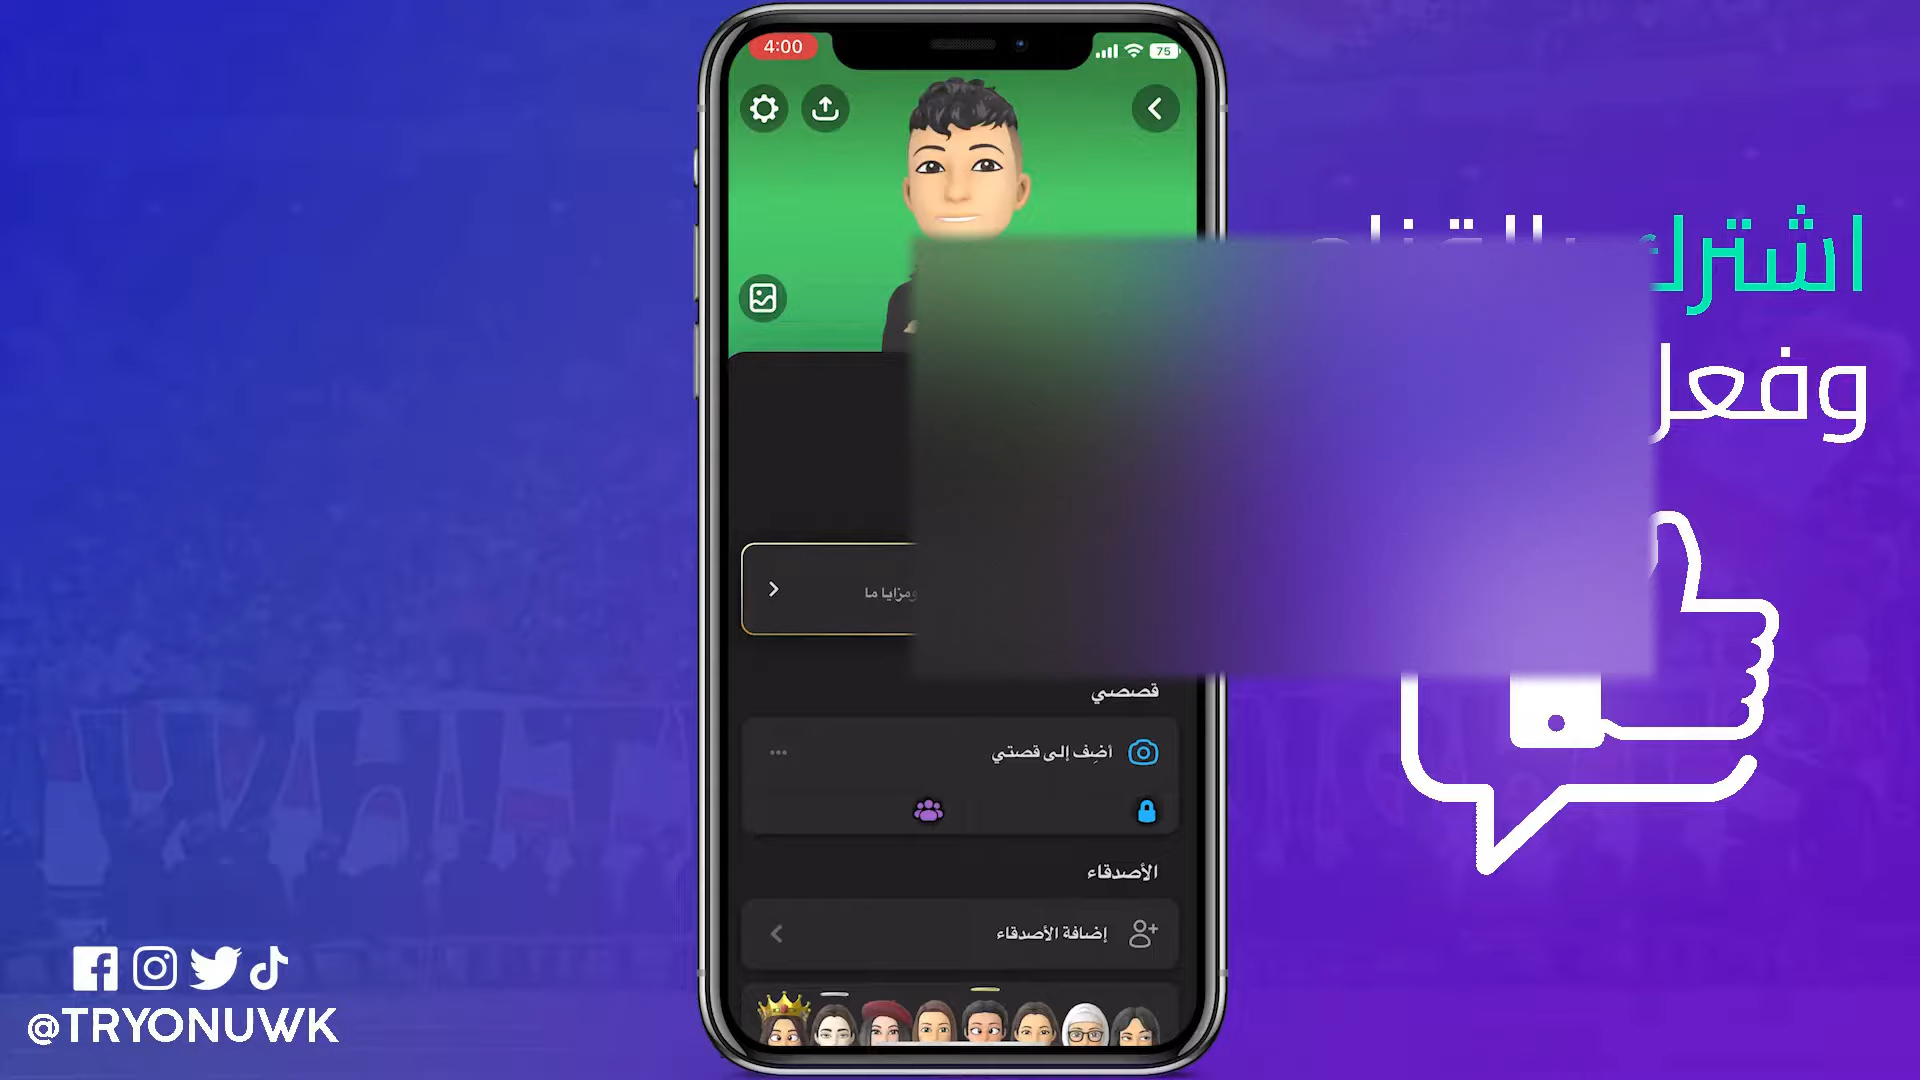 4:00
75
اشترك
وفعل
ومزايا ما
قصصي
أضِف إلى قصتي
الأصدقاء
إضافة الأصدقاء
@TRYONUWK